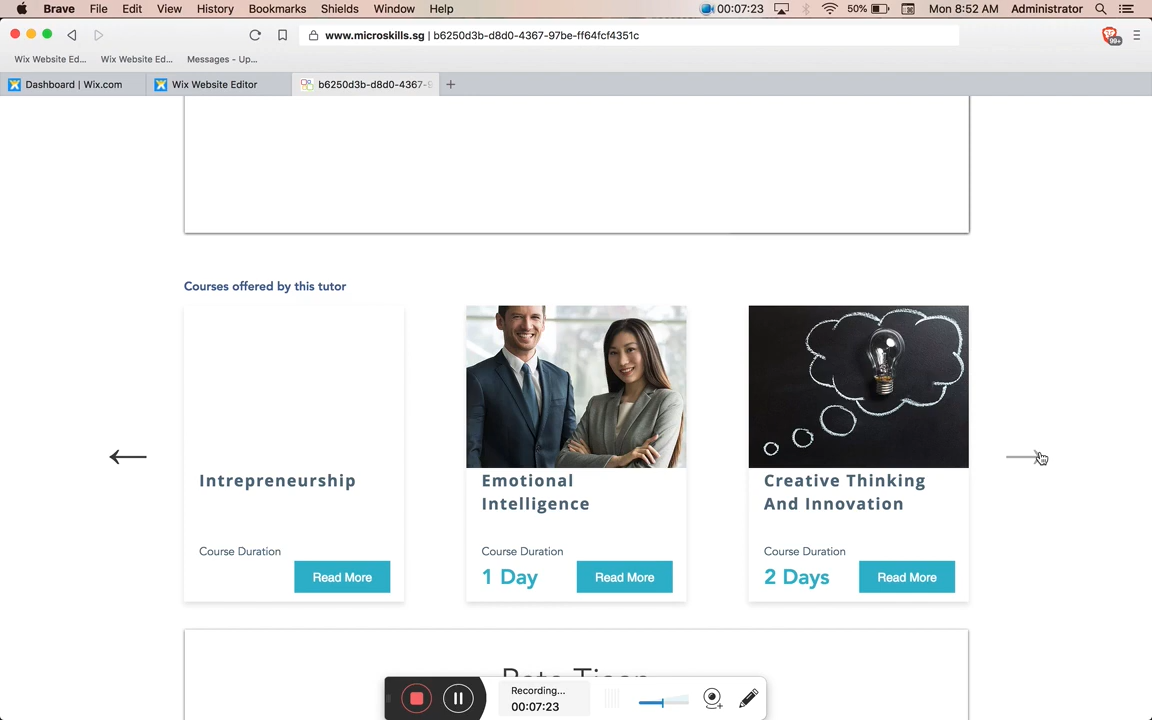 Brave File Edit View History Bookmarks Shields Window Help 00:07:23 50% Mon 8:52 AM Administrator
www.microskills.sg | b6250d3b-d8d0-4367-97be-ff64fcf4351c 99+
Wix Website Ed... Wix Website Ed... Messages - Up...
Dashboard | Wix.com Wix Website Editor b6250d3b-d8d0-4367-9
Courses offered by this tutor
Intrepreneurship
Course Duration
Read More
Emotional
Intelligence
Course Duration
1 Day Read More
Creative Thinking
And Innovation
Course Duration
2 Days Read More
Recording...
00:07:23